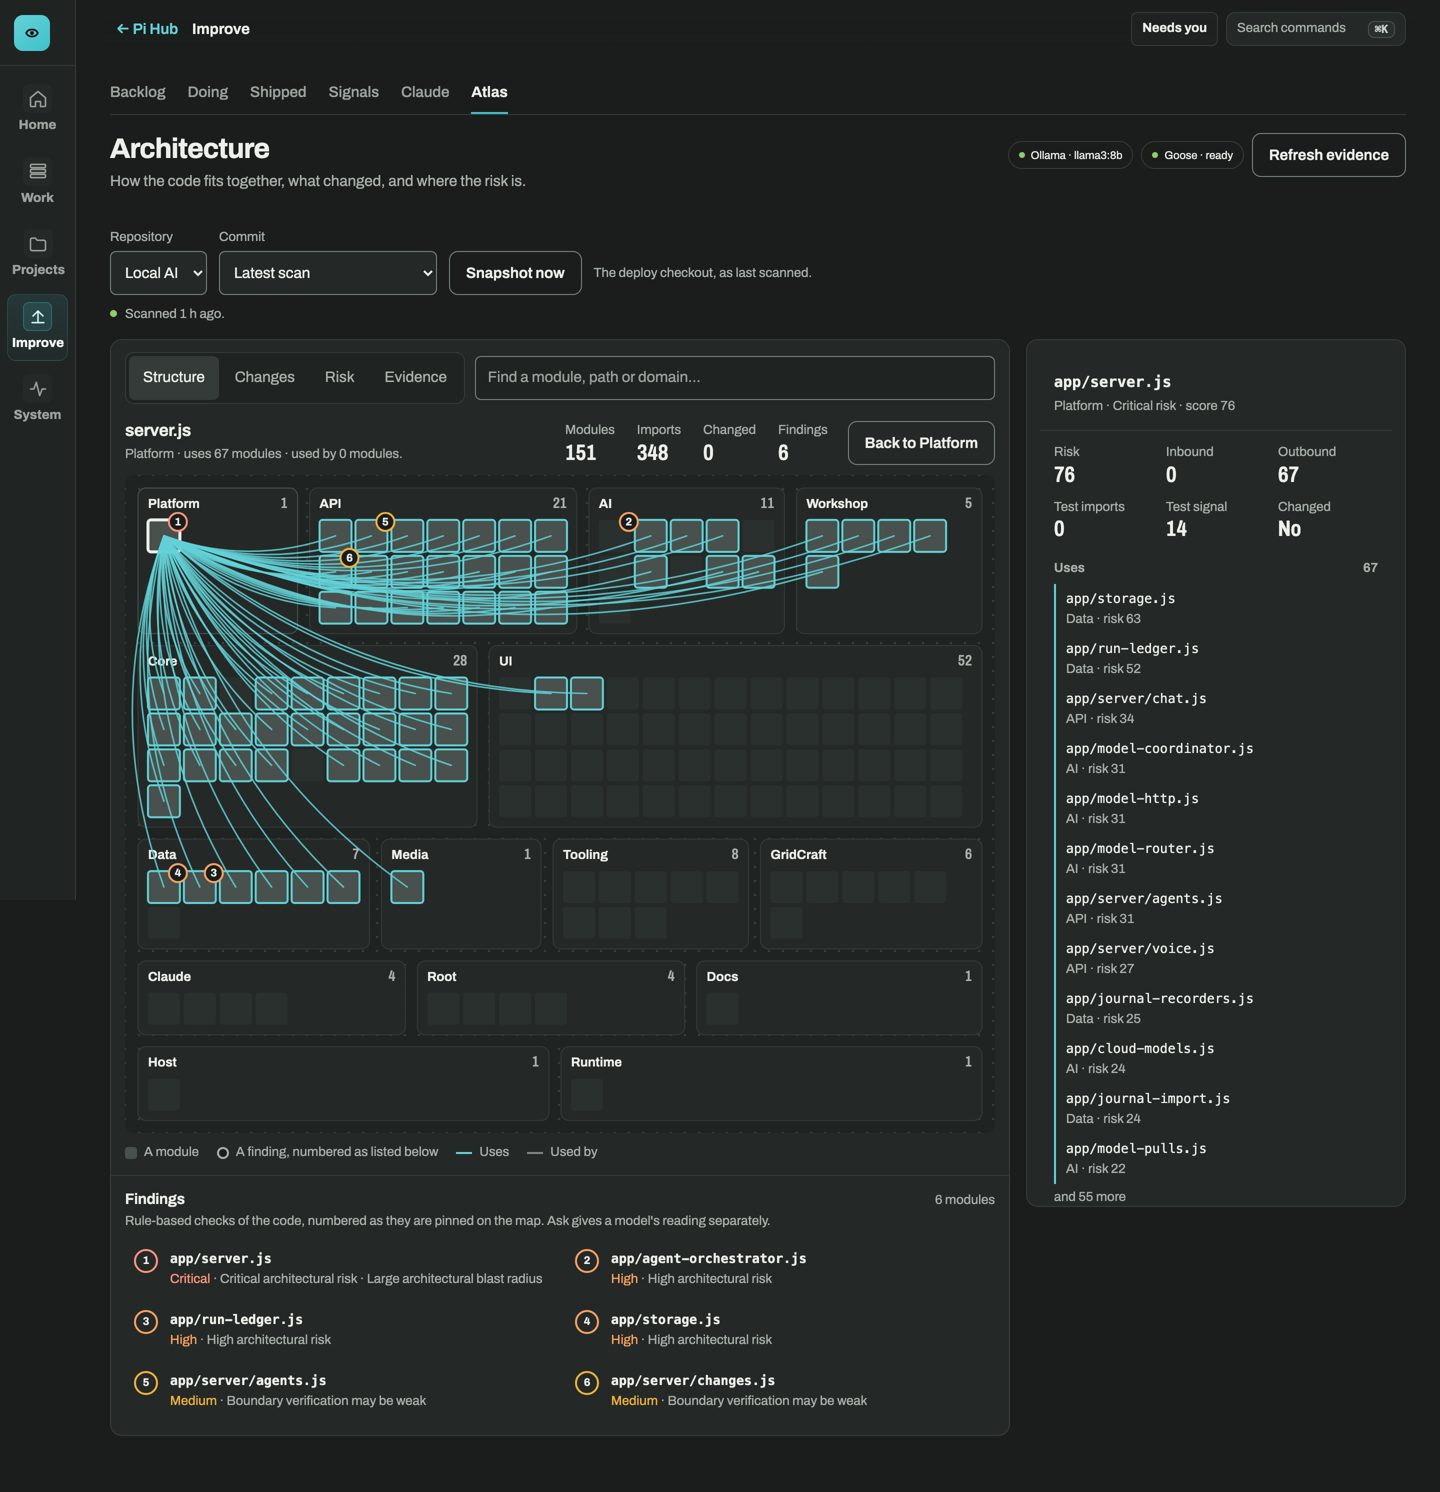 ← Pi Hub Improve
Needs you
Search commands ⌘K
Home
Work
Projects
Improve
System
Backlog Doing Shipped Signals Claude Atlas
Architecture
How the code fits together, what changed, and where the risk is.
Ollama · llama3:8b
Goose · ready
Refresh evidence
Repository
Local AI
Commit
Latest scan
Snapshot now
The deploy checkout, as last scanned.
Scanned 1 h ago.
Structure Changes Risk Evidence
Find a module, path or domain...
server.js
Platform · uses 67 modules · used by 0 modules.
Modules Imports Changed Findings
151 348 0 6
Back to Platform
Platform 1
API 21
AI 11
Workshop 5
1
5
2
6
Core 28
UI 52
Data 7
Media 1
Tooling 8
GridCraft 6
4
3
Claude 4
Root 4
Docs 1
Host 1
Runtime 1
A module
A finding, numbered as listed below
Uses
Used by
Findings
6 modules
Rule-based checks of the code, numbered as they are pinned on the map. Ask gives a model's reading separately.
1 app/server.js
Critical · Critical architectural risk · Large architectural blast radius
2 app/agent-orchestrator.js
High · High architectural risk
3 app/run-ledger.js
High · High architectural risk
4 app/storage.js
High · High architectural risk
5 app/server/agents.js
Medium · Boundary verification may be weak
6 app/server/changes.js
Medium · Boundary verification may be weak
app/server.js
Platform · Critical risk · score 76
Risk Inbound Outbound
76 0 67
Test imports Test signal Changed
0 14 No
Uses 67
app/storage.js
Data · risk 63
app/run-ledger.js
Data · risk 52
app/server/chat.js
API · risk 34
app/model-coordinator.js
AI · risk 31
app/model-http.js
AI · risk 31
app/model-router.js
AI · risk 31
app/server/agents.js
API · risk 31
app/server/voice.js
API · risk 27
app/journal-recorders.js
Data · risk 25
app/cloud-models.js
AI · risk 24
app/journal-import.js
Data · risk 24
app/model-pulls.js
AI · risk 22
and 55 more